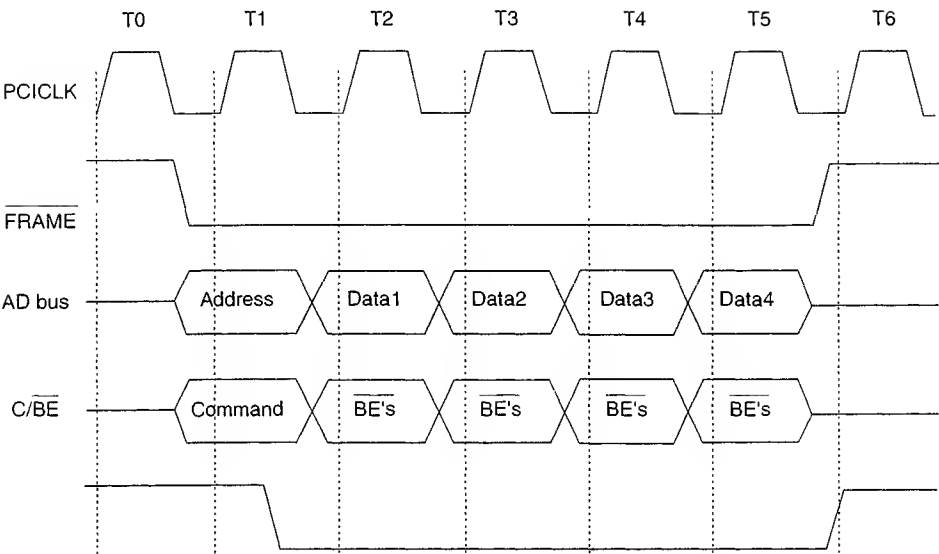 T0 T1 T2 T3 T4 T5 T6
PCICLK
FRAME
AD bus Address Data1 Data2 Data3 Data4
C/BE Command BE's BE's BE's BE's